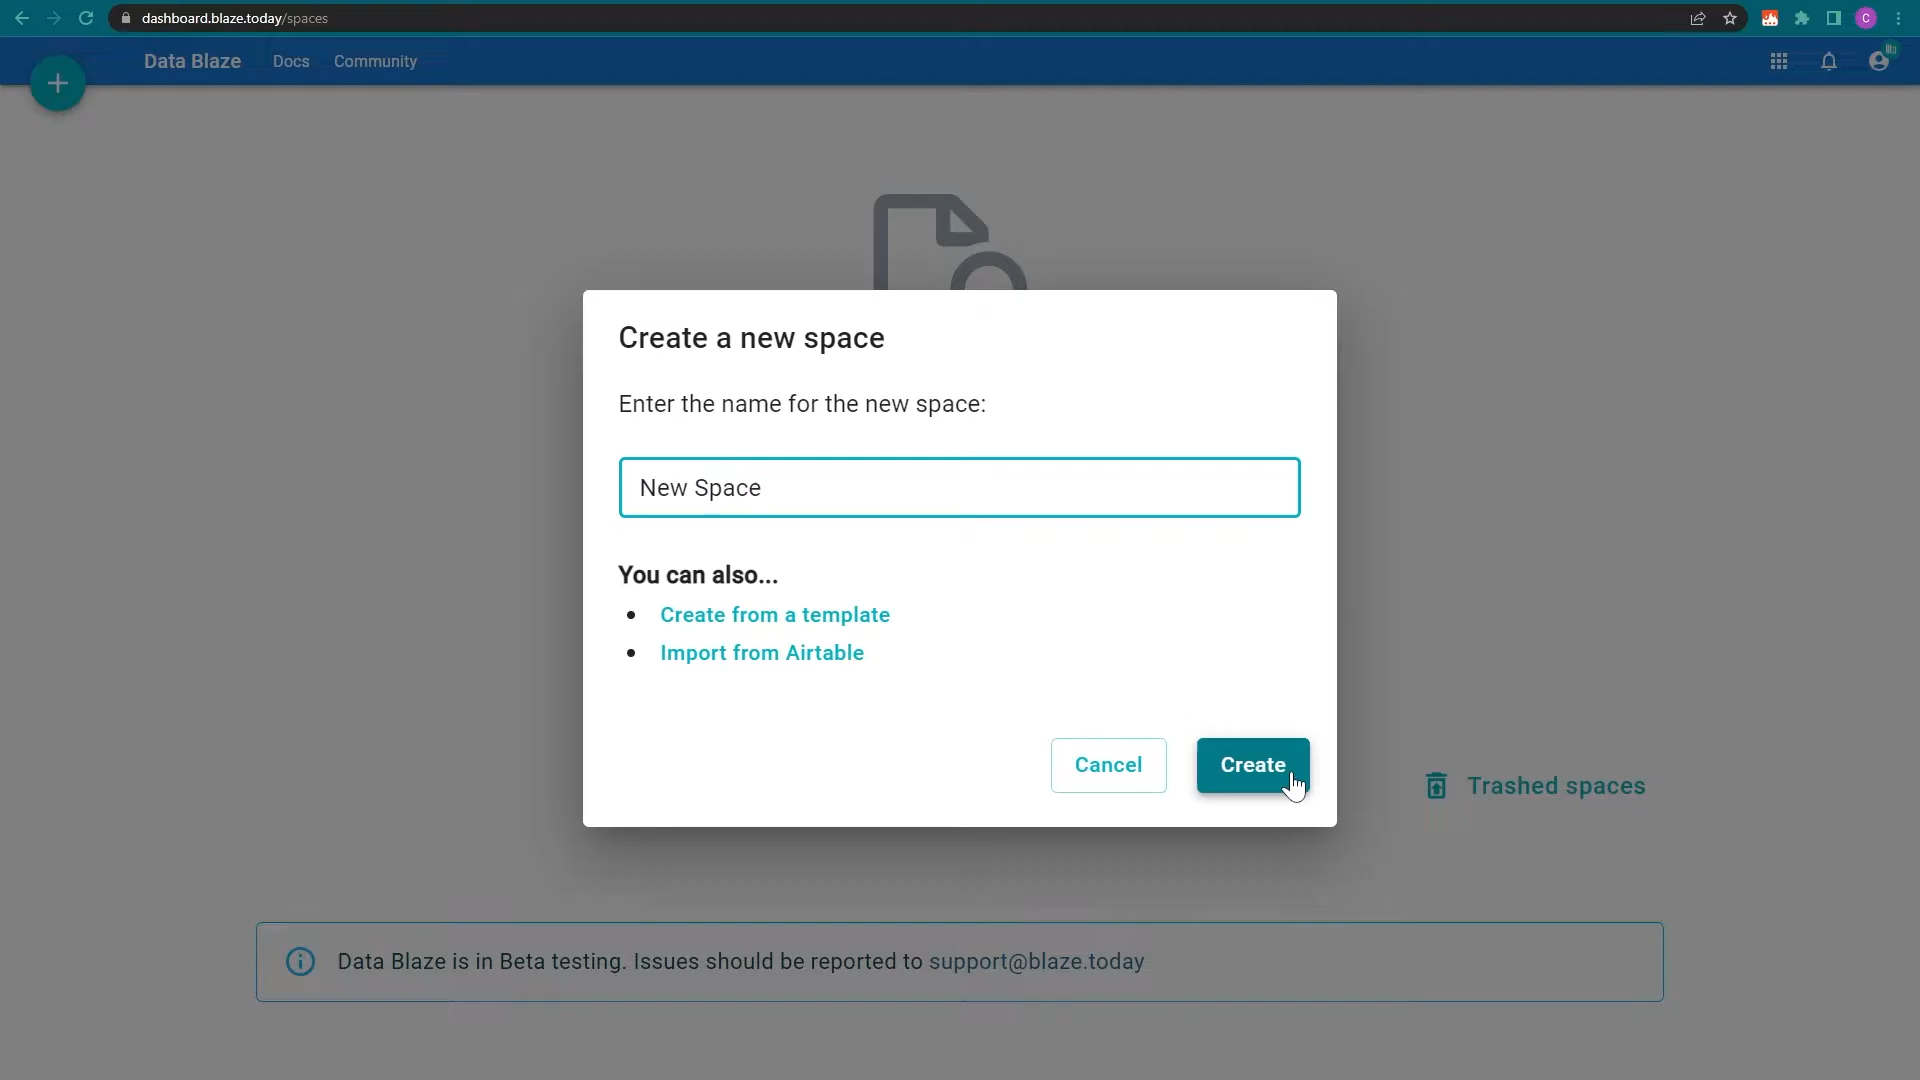 dashboard.blaze.today/spaces
C
Data Blaze
Docs
Community
Create a new space
Enter the name for the new space:
New Space
You can also...
• Create from a template
• Import from Airtable
Cancel
Create
Trashed spaces
Data Blaze is in Beta testing. Issues should be reported to support@blaze.today